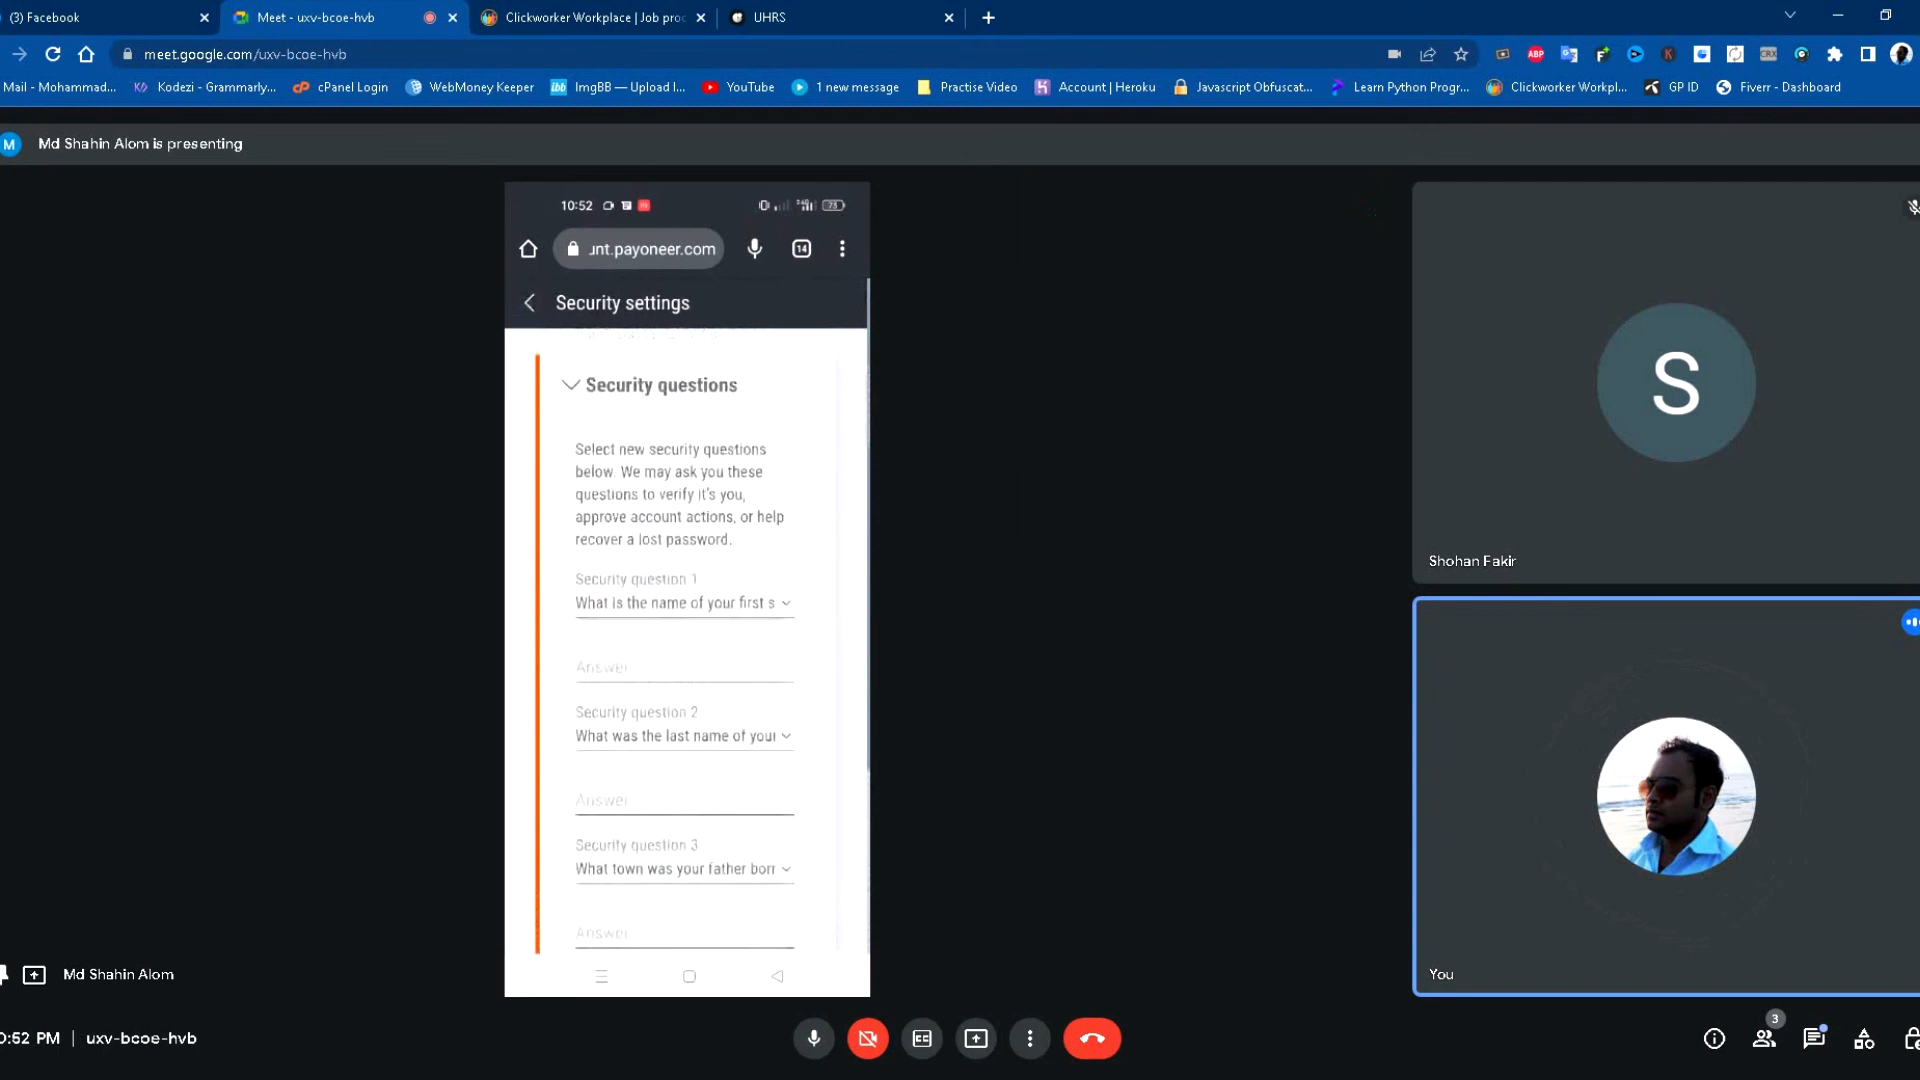 (3) Facebook
Meet - uxv-bcoe-hvb
Clickworker Workplace | Job proc
UHRS
meet.google.com/uxv-bcoe-hvb
ABP
CRX
Mail - Mohammad...
Kodezi - Grammarly...
cPanel Login
WebMoney Keeper
ImgBB — Upload I...
YouTube
1 new message
Practise Video
Account | Heroku
Javascript Obfuscat...
Learn Python Progr...
Clickworker Workpl...
GP ID
Fiverr - Dashboard
M
Md Shahin Alom is presenting
10:52
73
unt.payoneer.com
14
Security settings
Security questions
Select new security questions
below. We may ask you these
questions to verify it's you,
approve account actions, or help
recover a lost password.
Security question 1
What is the name of your first s
Answer
Security question 2
What was the last name of your
Answer
Security question 3
What town was your father born
Answer
S
Shohan Fakir
You
Md Shahin Alom
0:52 PM | uxv-bcoe-hvb
3